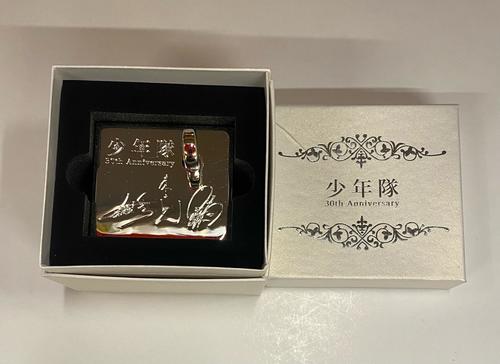 少年隊
30th Anniversary
少年隊
30th Anniversary